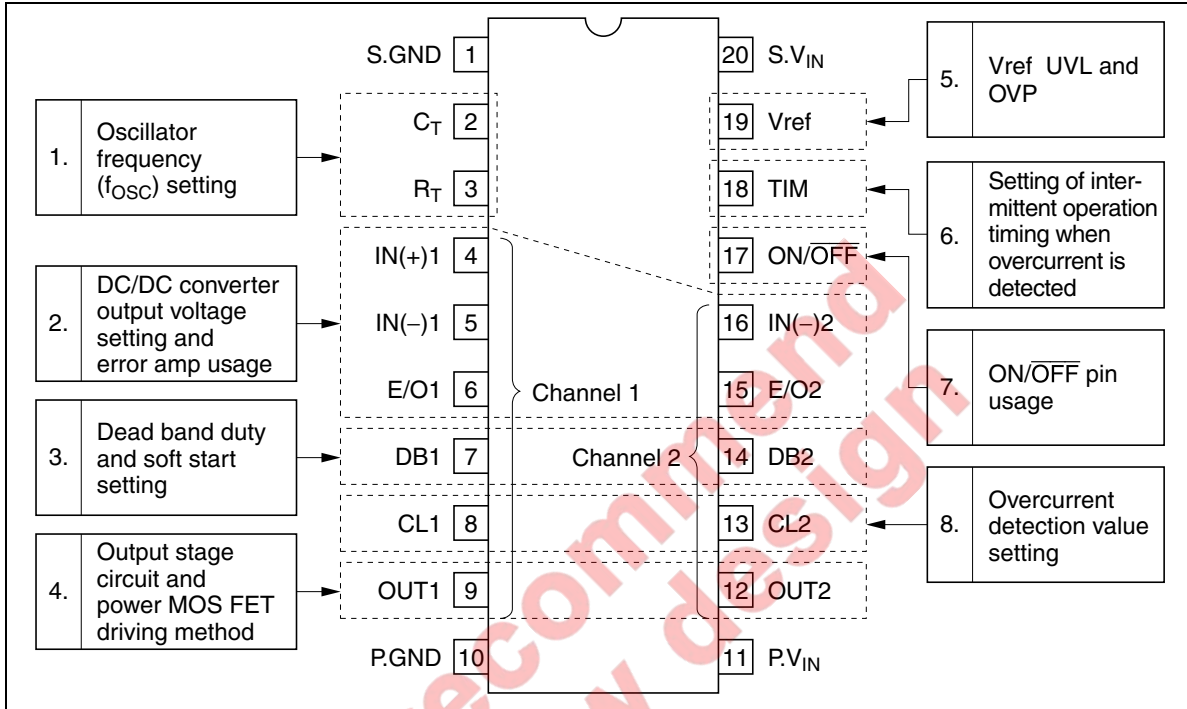 1.
Oscillator
frequency
(fOSC) setting
2.
DC/DC converter
output voltage
setting and
error amp usage
3.
Dead band duty
and soft start
setting
4.
Output stage
circuit and
power MOS FET
driving method
S.GND 1
CT 2
RT 3
IN(+)1 4
IN(−)1 5
E/O1 6
DB1 7
CL1 8
OUT1 9
P.GND 10
Channel 1
Channel 2
20 S.VIN
19 Vref
18 TIM
17 ON/O̅F̅F̅
16 IN(−)2
15 E/O2
14 DB2
13 CL2
12 OUT2
11 P.VIN
5.
Vref UVL and
OVP
6.
Setting of inter-
mittent operation
timing when
overcurrent is
detected
7.
ON/O̅F̅F̅ pin
usage
8.
Overcurrent
detection value
setting
ecommend
w design